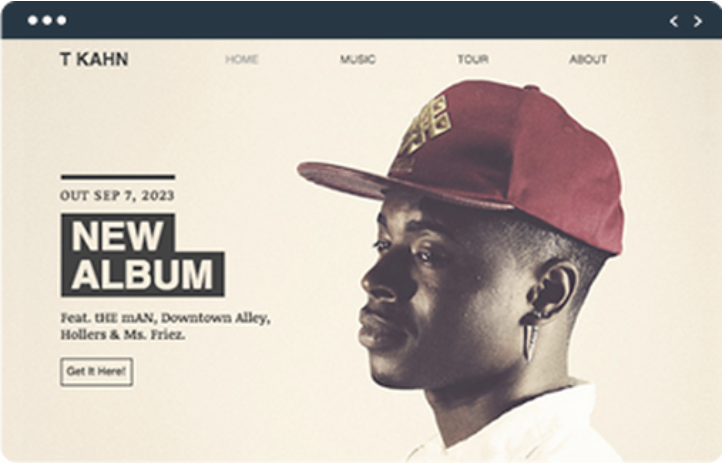 T KAHN HOME MUSIC TOUR ABOUT
OUT SEP 7, 2023
NEW
ALBUM
Feat. tHE mAN, Downtown Alley,
Hollers & Ms. Friez.
Get It Here!